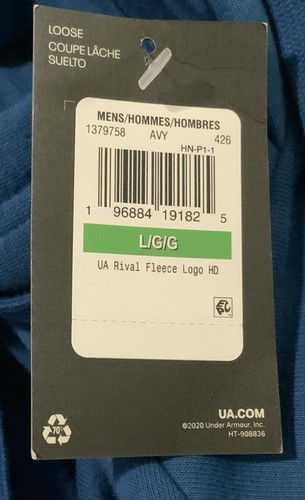 LOOSE
COUPE LÂCHE
SUELTO
MENS/HOMMES/HOMBRES
1379758 AVY 426
HN-P1-1
1 96884 19182 5
L/G/G
UA Rival Fleece Logo HD
70%
UA.COM
©2020 Under Armour, Inc.
HT-908836